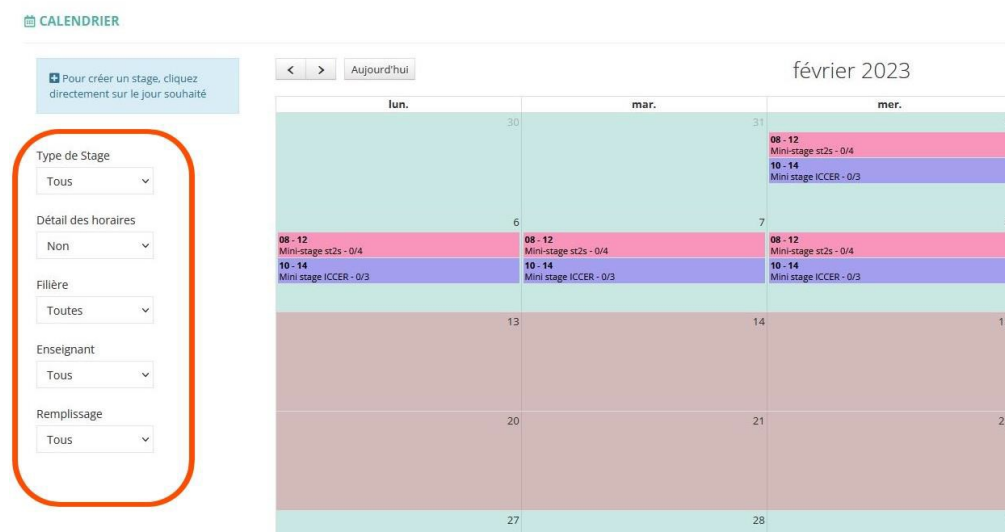 CALENDRIER
Pour créer un stage, cliquez
directement sur le jour souhaité
Type de Stage
Tous
Détail des horaires
Non
Filière
Toutes
Enseignant
Tous
Remplissage
Tous
Aujourd'hui
février 2023
lun. mar. mer.
30 31
08 - 12
Mini-stage st2s - 0/4
10 - 14
Mini stage ICCER - 0/3
6 7
08 - 12 08 - 12 08 - 12
Mini-stage st2s - 0/4 Mini-stage st2s - 0/4 Mini-stage st2s - 0/4
10 - 14 10 - 14 10 - 14
Mini stage ICCER - 0/3 Mini stage ICCER - 0/3 Mini stage ICCER - 0/3
13 14
20 21
27 28